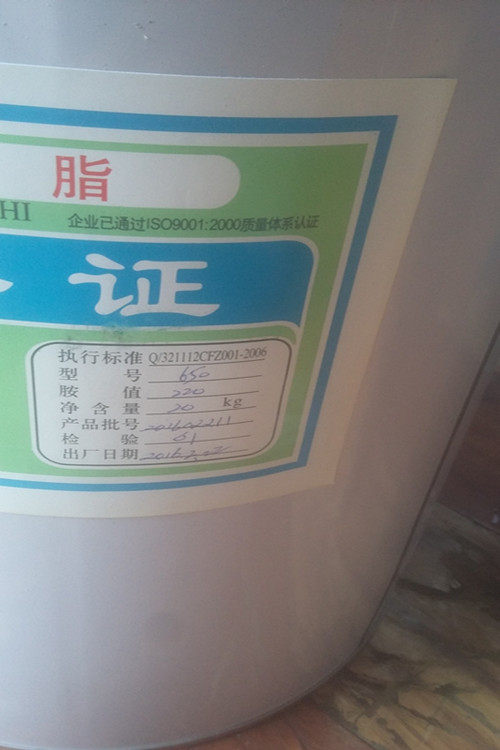 脂
HI
企业已通过ISO9001:2000质量体系认证
证
执行标准 Q/321112CFZ001-2006
型号 650
胺值 220
净含量 20 kg
产品批号
检验 01
出厂日期